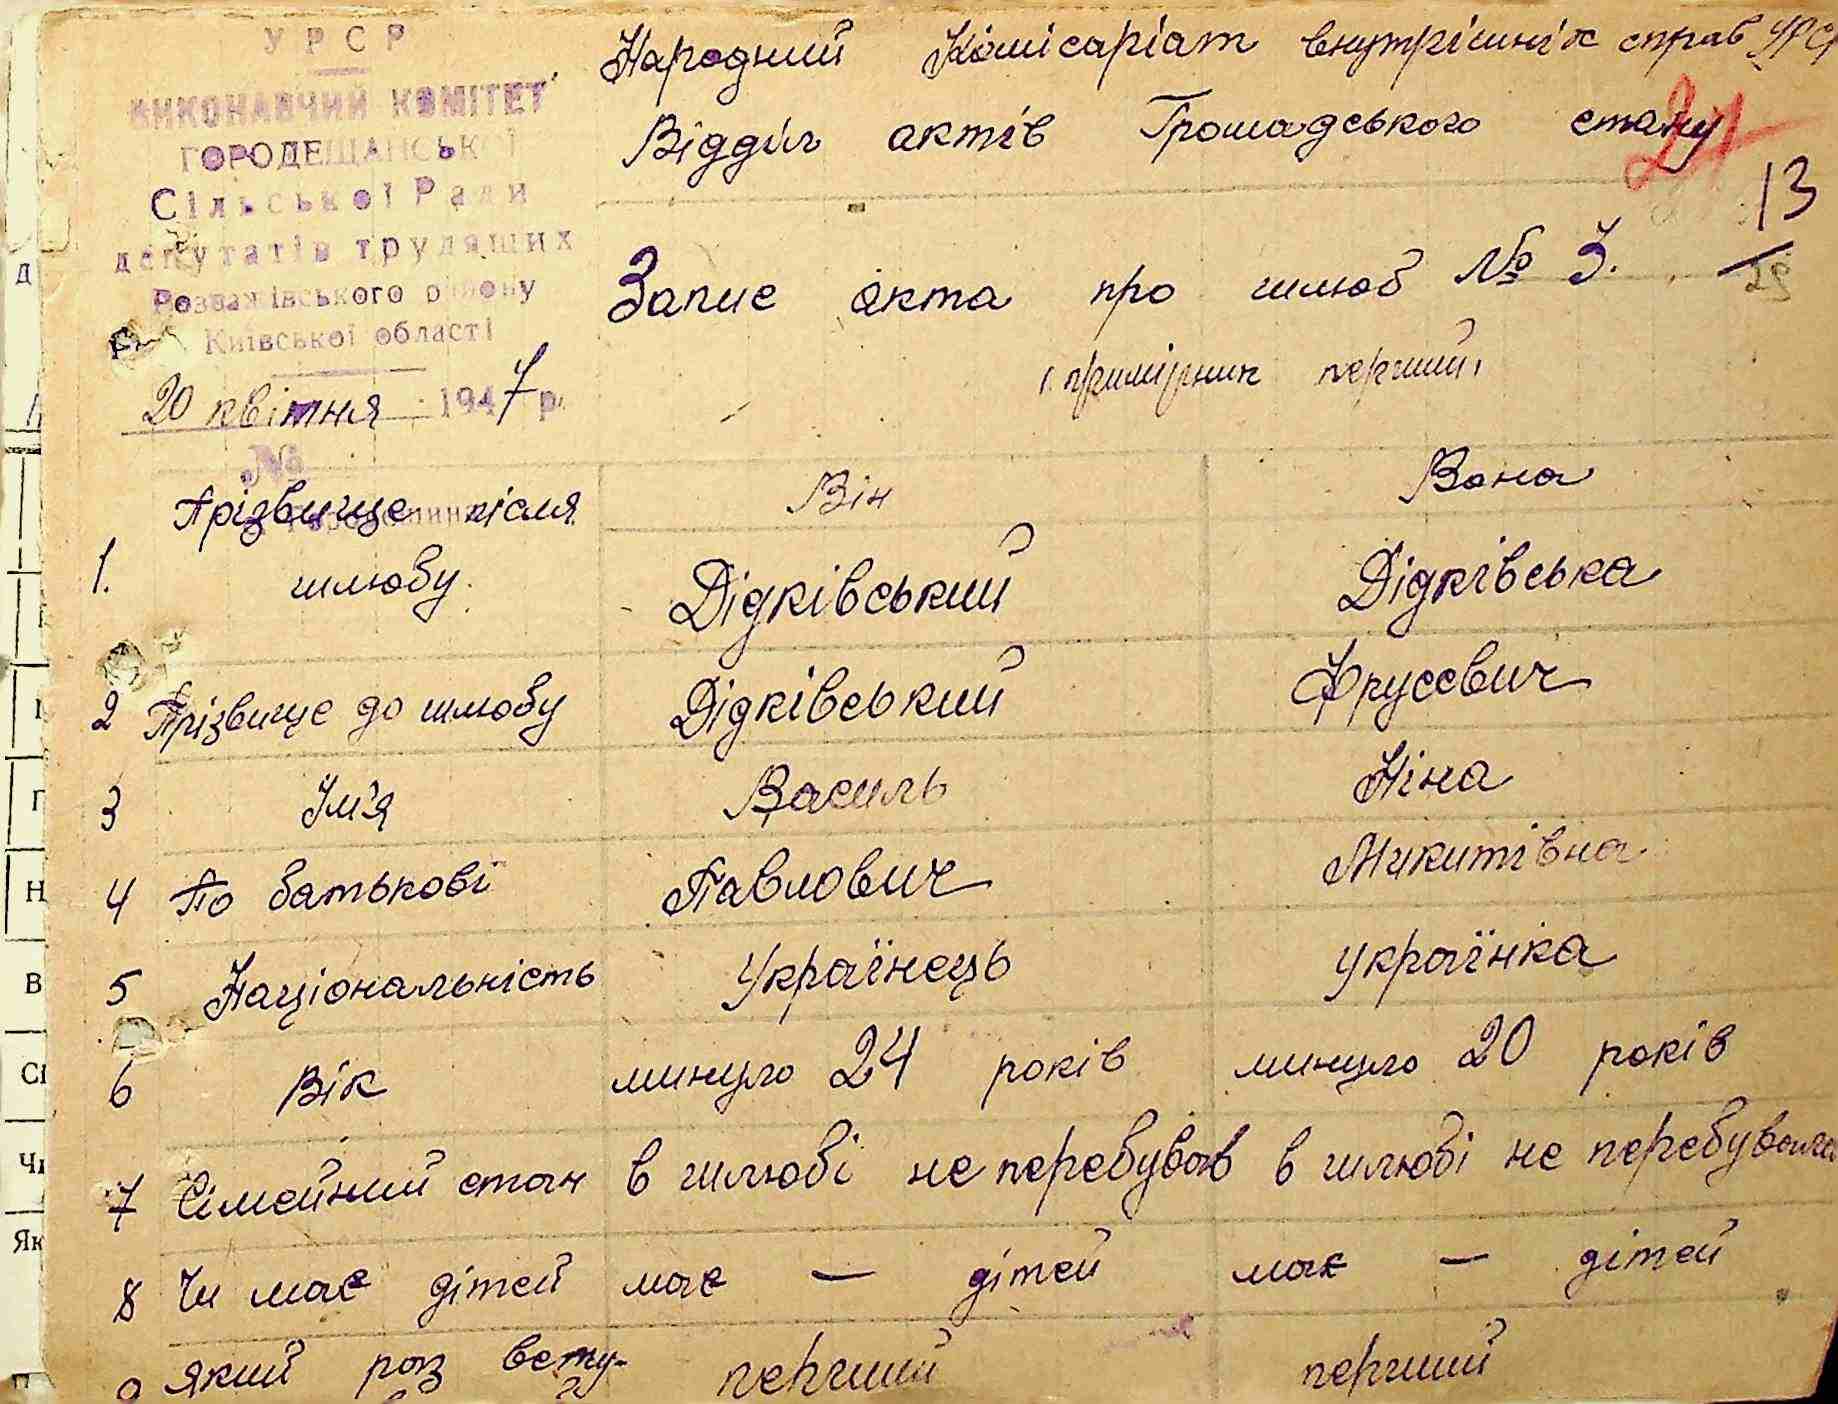 УРСР
ВИКОНАВЧИЙ КОМІТЕТ
ГОРОДЕЩАНСЬКОЇ
Сільської Ради
депутатів трудящих
Розважівського району
Київської області
20 квітня 1947 р.
№
Народний Комісаріат внутрішніх справ УРСР
Відділ актів Громадського стану
21
13
Запис акта про шлюб № 3.
примірник перший
Він Вона
1. Прізвище після шлюбу Дідківський Дідківська
2 Прізвище до шлюбу Дідківський Фрусевич
3 Ім'я Василь Ніна
4 По батькові Павлович Микитівна
5 Національність Українець Українка
6 Вік минуло 24 років минуло 20 років
7 Сімейний стан в шлюбі не перебував в шлюбі не перебувала
8 Чи має дітей має — дітей має — дітей
9 Який раз всту- перший перший